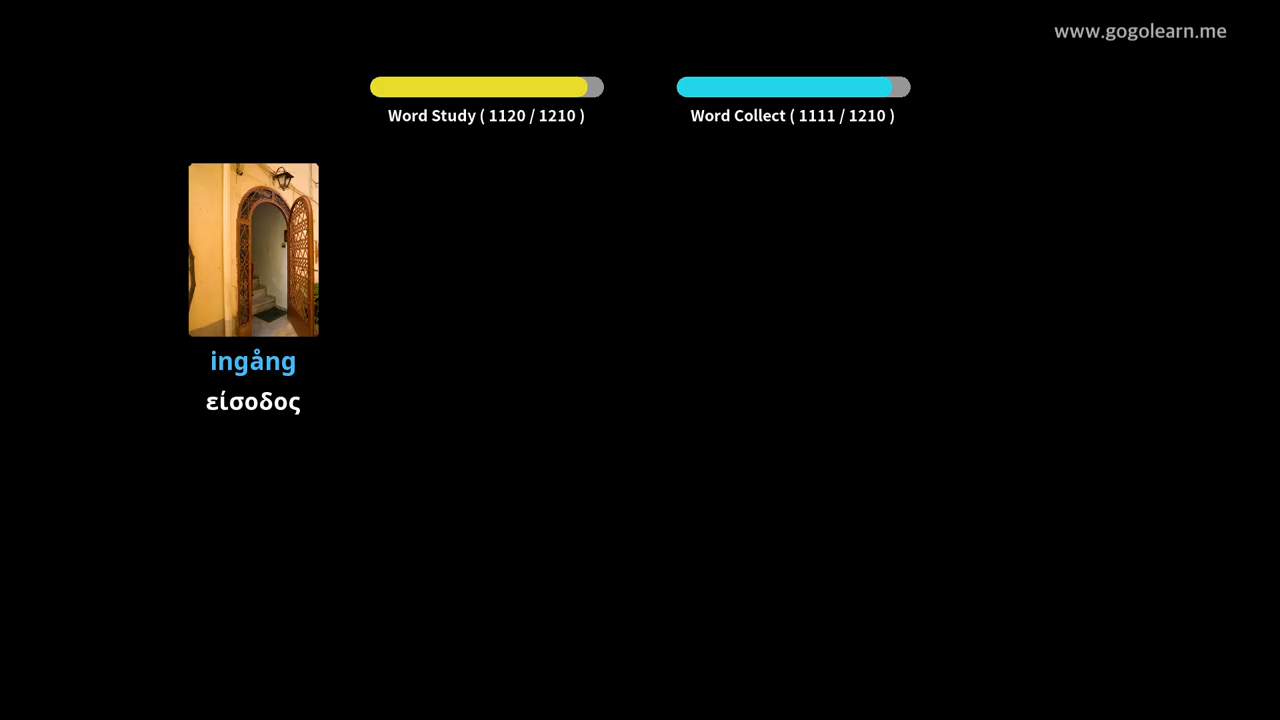 www.gogolearn.me
Word Study ( 1120 / 1210 )
Word Collect ( 1111 / 1210 )
ingång
είσοδος